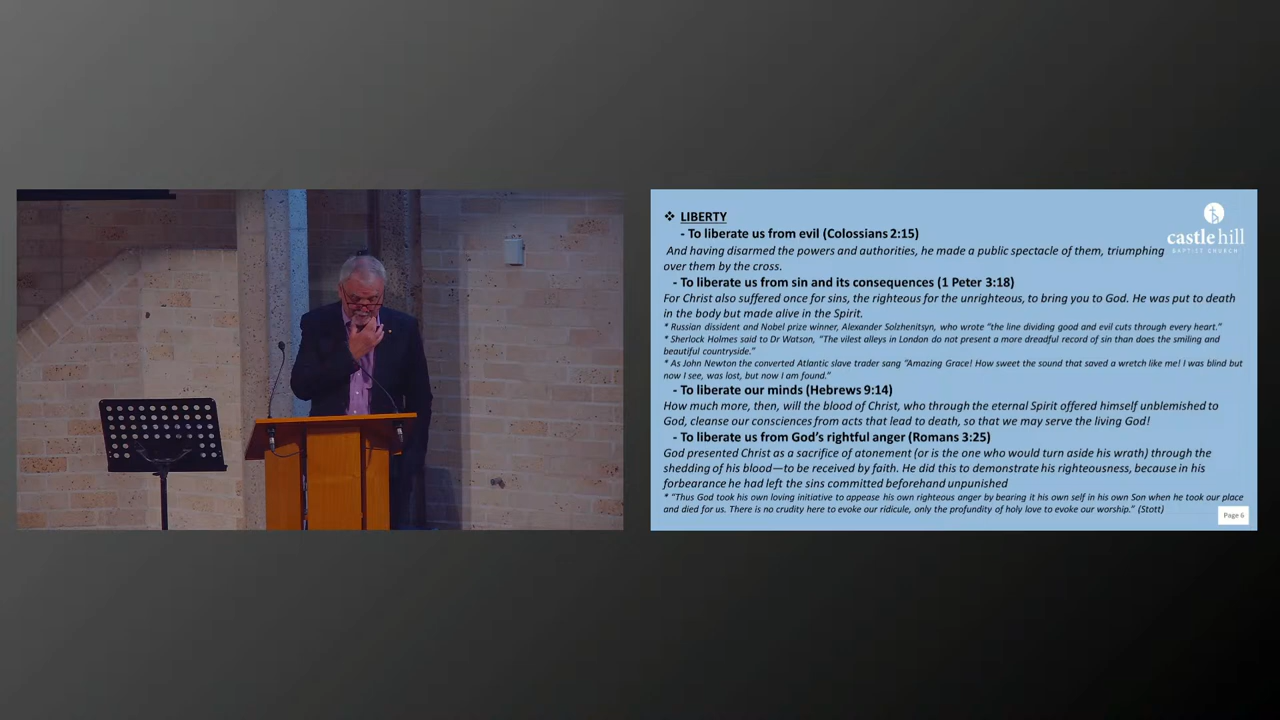 ❖ LIBERTY
- To liberate us from evil (Colossians 2:15)
And having disarmed the powers and authorities, he made a public spectacle of them, triumphing
over them by the cross.
- To liberate us from sin and its consequences (1 Peter 3:18)
For Christ also suffered once for sins, the righteous for the unrighteous, to bring you to God. He was put to death
in the body but made alive in the Spirit.
* Russian dissident and Nobel prize winner, Alexander Solzhenitsyn, who wrote “the line dividing good and evil cuts through every heart.”
* Sherlock Holmes said to Dr Watson, “The vilest alleys in London do not present a more dreadful record of sin than does the smiling and
beautiful countryside.”
* As John Newton the converted Atlantic slave trader sang “Amazing Grace! How sweet the sound that saved a wretch like me! I was blind but
now I see, was lost, but now I am found.”
- To liberate our minds (Hebrews 9:14)
How much more, then, will the blood of Christ, who through the eternal Spirit offered himself unblemished to
God, cleanse our consciences from acts that lead to death, so that we may serve the living God!
- To liberate us from God’s rightful anger (Romans 3:25)
God presented Christ as a sacrifice of atonement (or is the one who would turn aside his wrath) through the
shedding of his blood—to be received by faith. He did this to demonstrate his righteousness, because in his
forbearance he had left the sins committed beforehand unpunished
* “Thus God took his own loving initiative to appease his own righteous anger by bearing it his own self in his own Son when he took our place
and died for us. There is no crudity here to evoke our ridicule, only the profundity of holy love to evoke our worship.” (Stott)
castle hill
BAPTIST CHURCH
Page 6